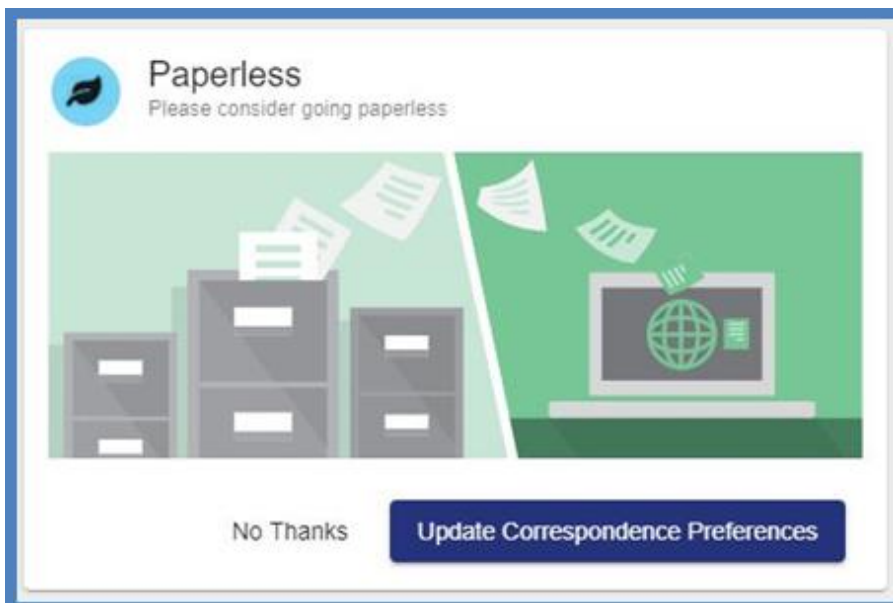 Paperless
Please consider going paperless
No Thanks
Update Correspondence Preferences